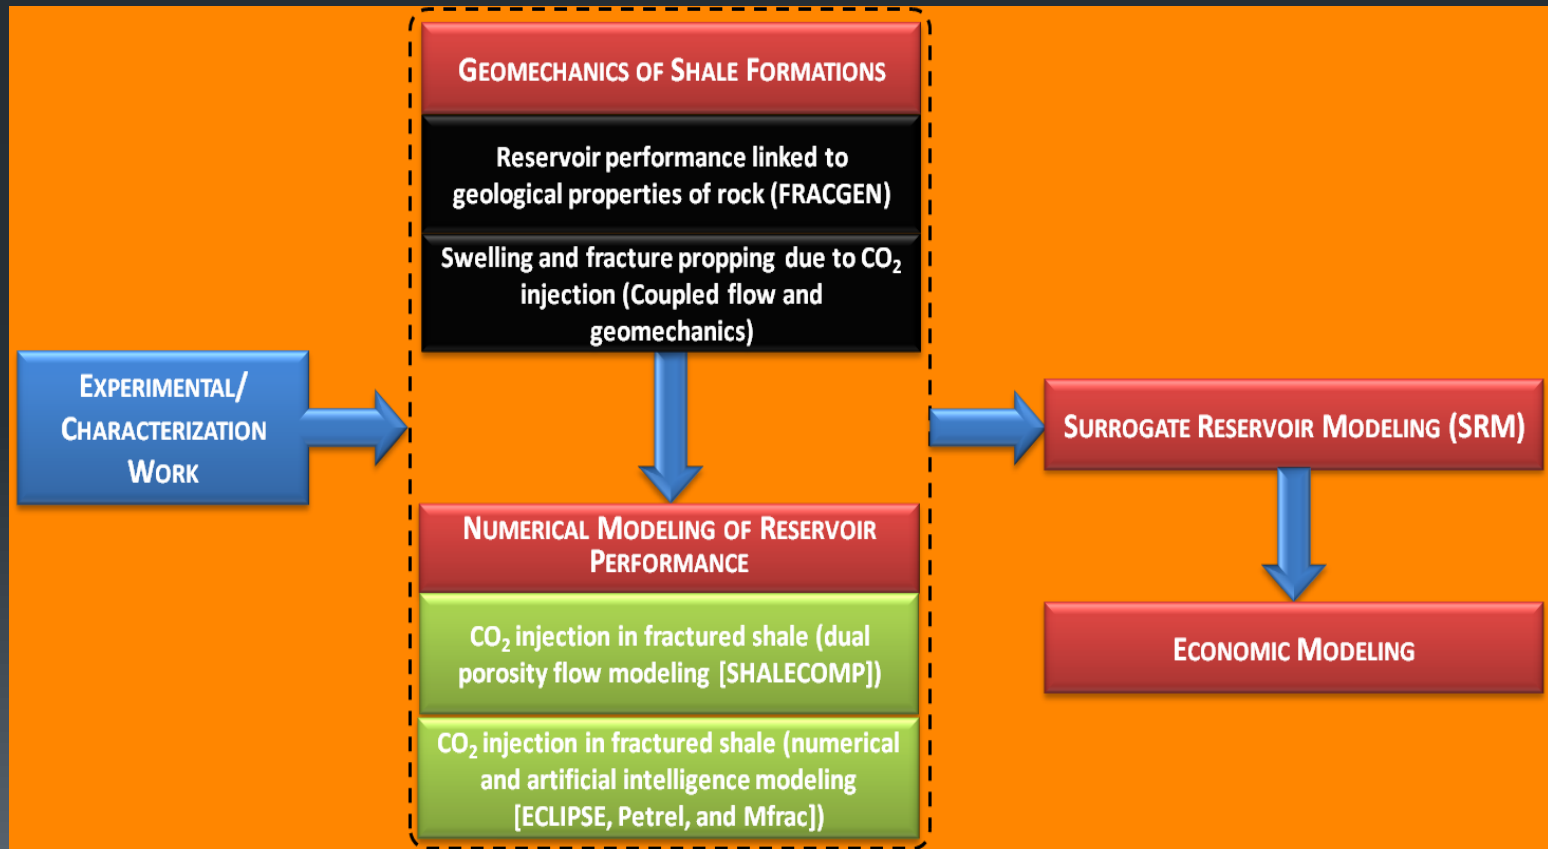 GEOMECHANICS OF SHALE FORMATIONS
Reservoir performance linked to
geological properties of rock (FRACGEN)
Swelling and fracture propping due to CO₂
injection (Coupled flow and
geomechanics)
EXPERIMENTAL/
CHARACTERIZATION
WORK
NUMERICAL MODELING OF RESERVOIR
PERFORMANCE
CO₂ injection in fractured shale (dual
porosity flow modeling [SHALECOMP])
CO₂ injection in fractured shale (numerical
and artificial intelligence modeling
[ECLIPSE, Petrel, and Mfrac])
SURROGATE RESERVOIR MODELING (SRM)
ECONOMIC MODELING